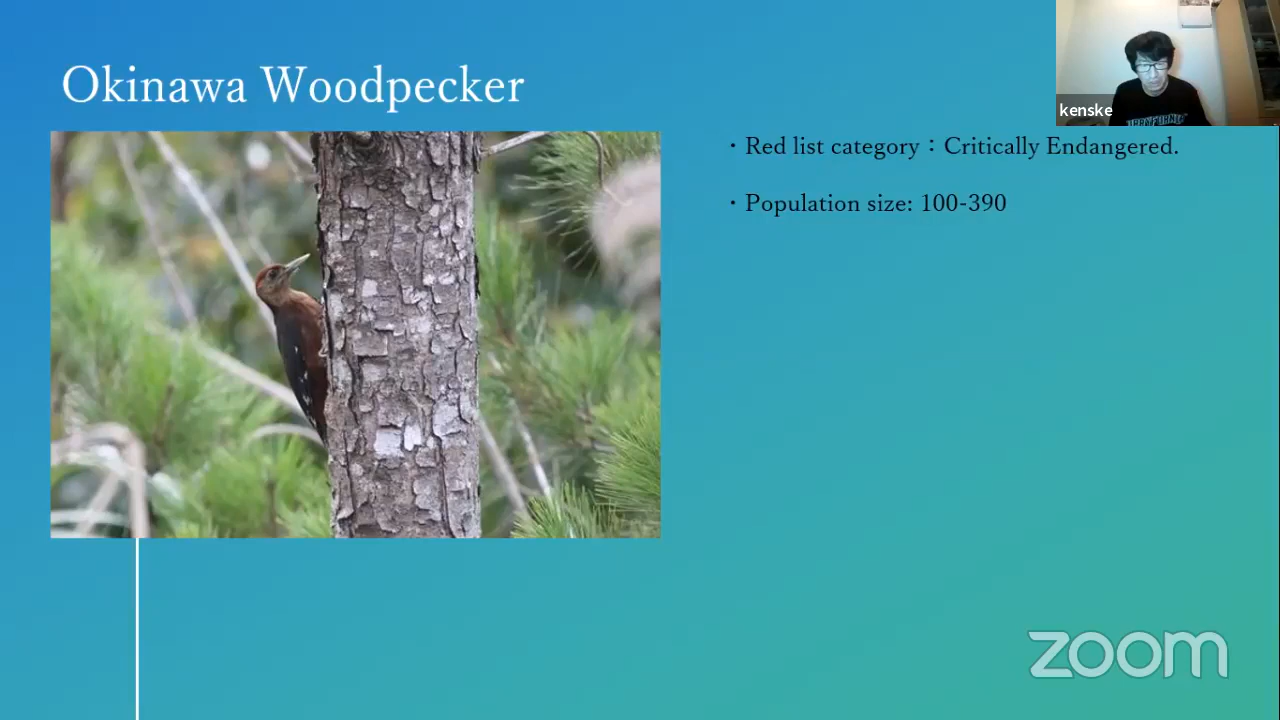 Okinawa Woodpecker
kenske
・Red list category：Critically Endangered.
・Population size: 100-390
zoom